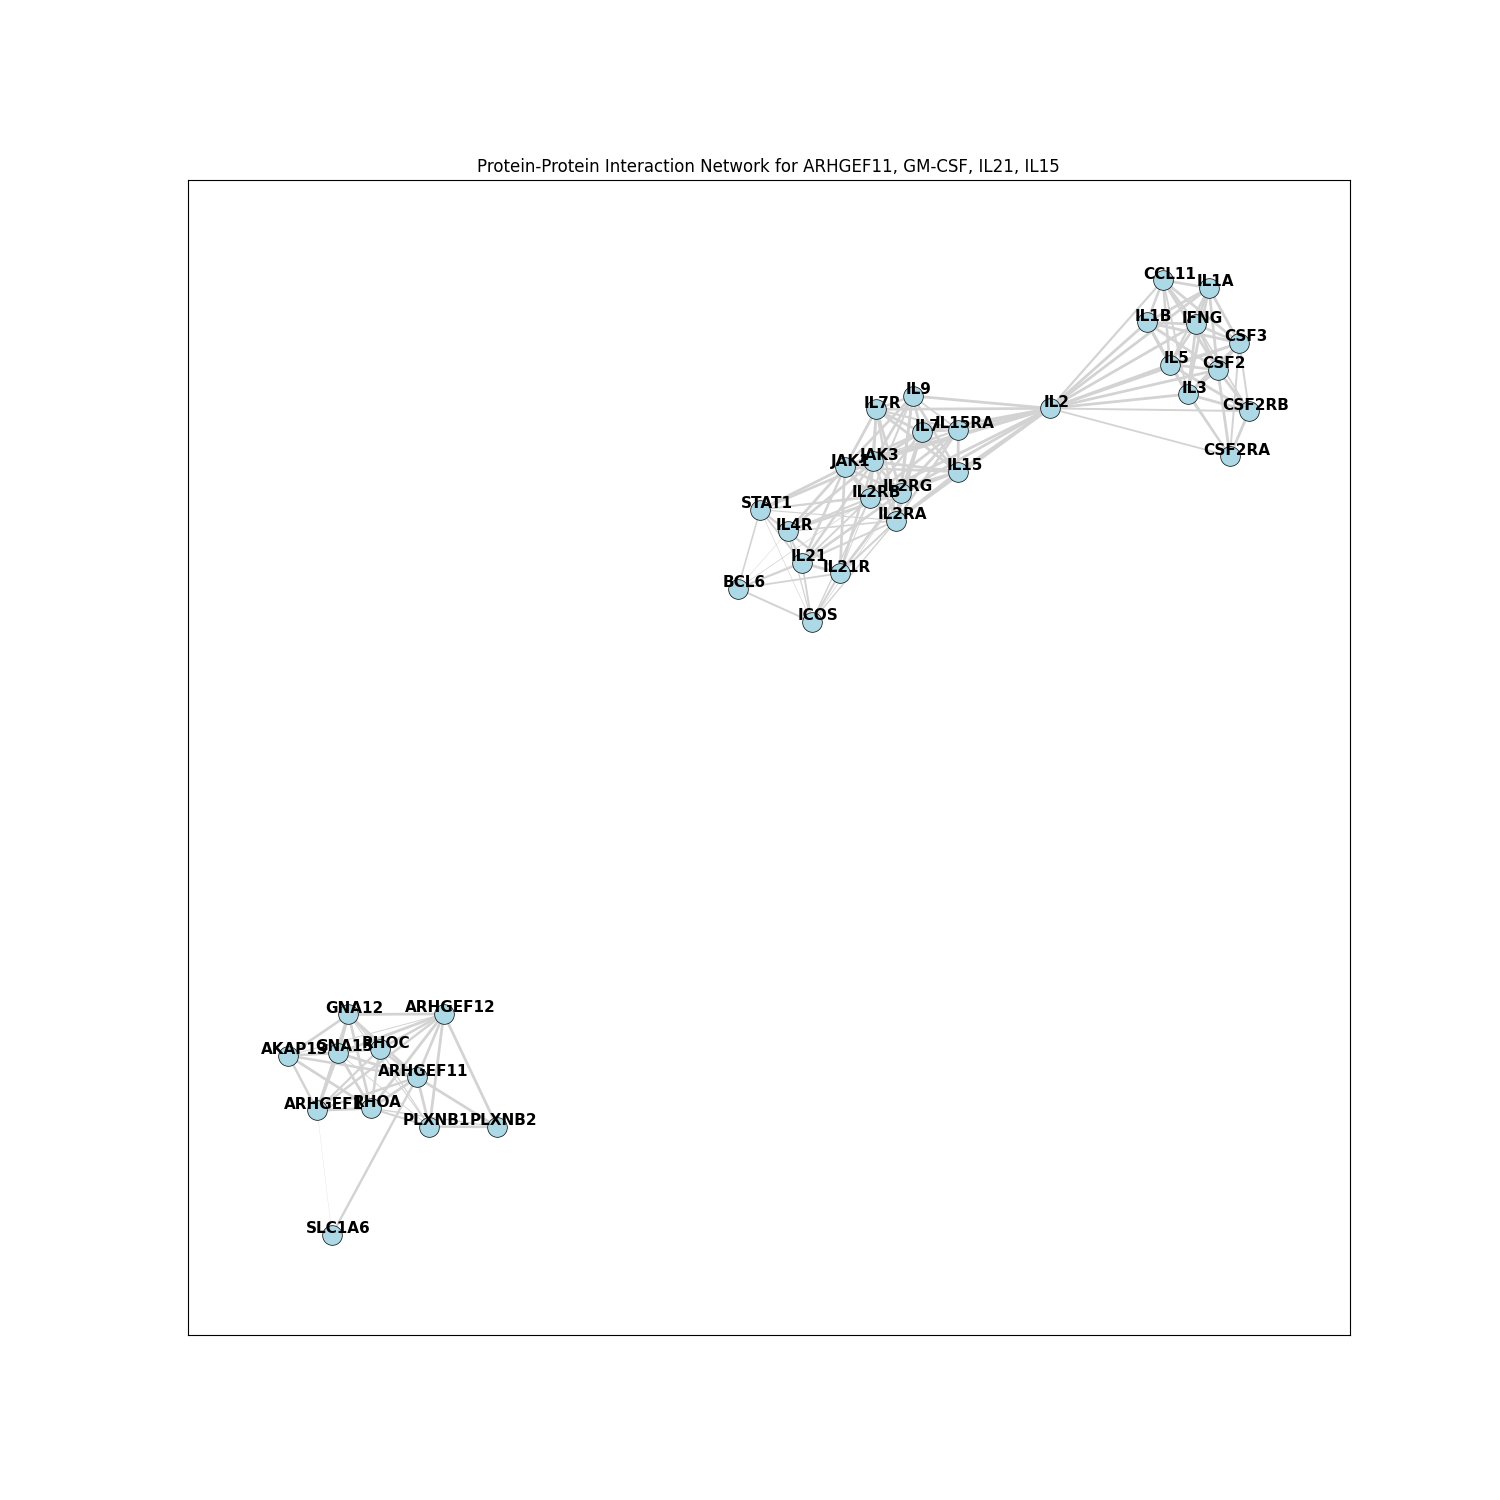 Protein-Protein Interaction Network for ARHGEF11, GM-CSF, IL21, IL15
CCL11
IL1A
IL1B
IFNG
CSF3
IL5
CSF2
IL3
CSF2RB
CSF2RA
IL2
IL9
IL7R
IL7
IL15RA
JAK3
JAK1
IL15
IL2RG
IL2RB
IL2RA
STAT1
IL4R
IL21
IL21R
BCL6
ICOS
GNA12
ARHGEF12
RHOC
GNA13
AKAP13
ARHGEF11
RHOA
ARHGEF1
PLXNB1
PLXNB2
SLC1A6